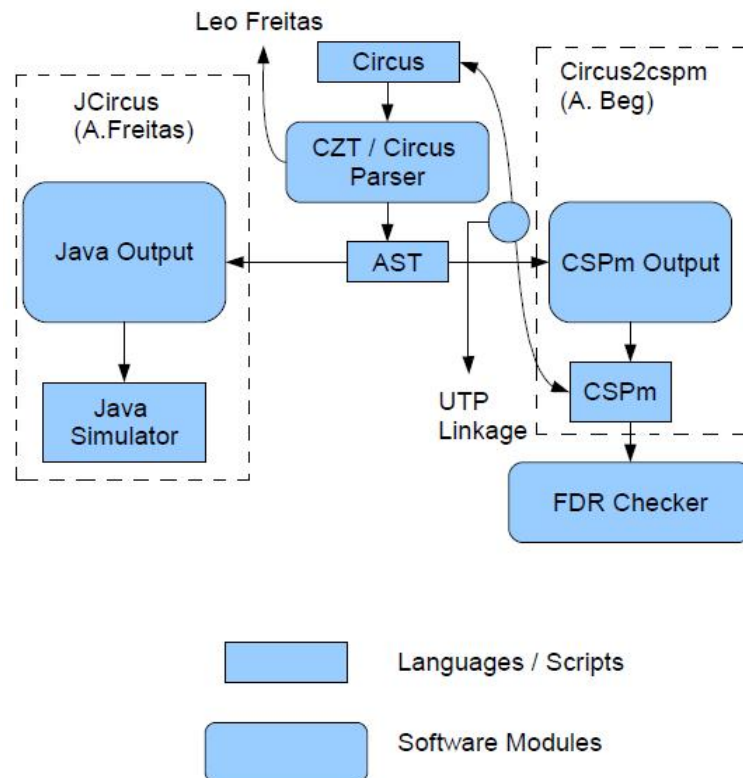 Leo Freitas
Circus
JCircus
(A.Freitas)
Circus2cspm
(A. Beg)
CZT / Circus
Parser
Java Output
AST
CSPm Output
Java
Simulator
UTP
Linkage
CSPm
FDR Checker
Languages / Scripts
Software Modules